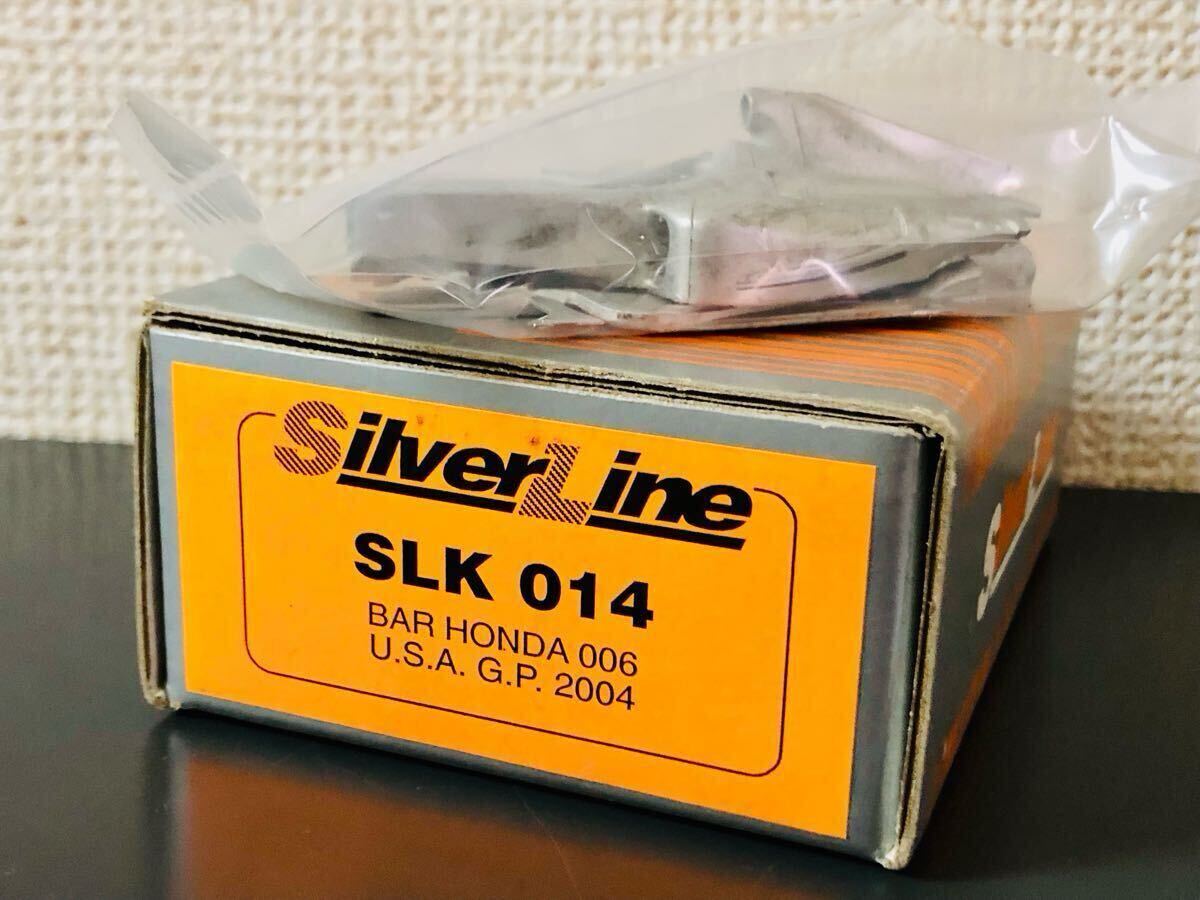 SilverLine
SLK 014
BAR HONDA 006
U.S.A. G.P. 2004